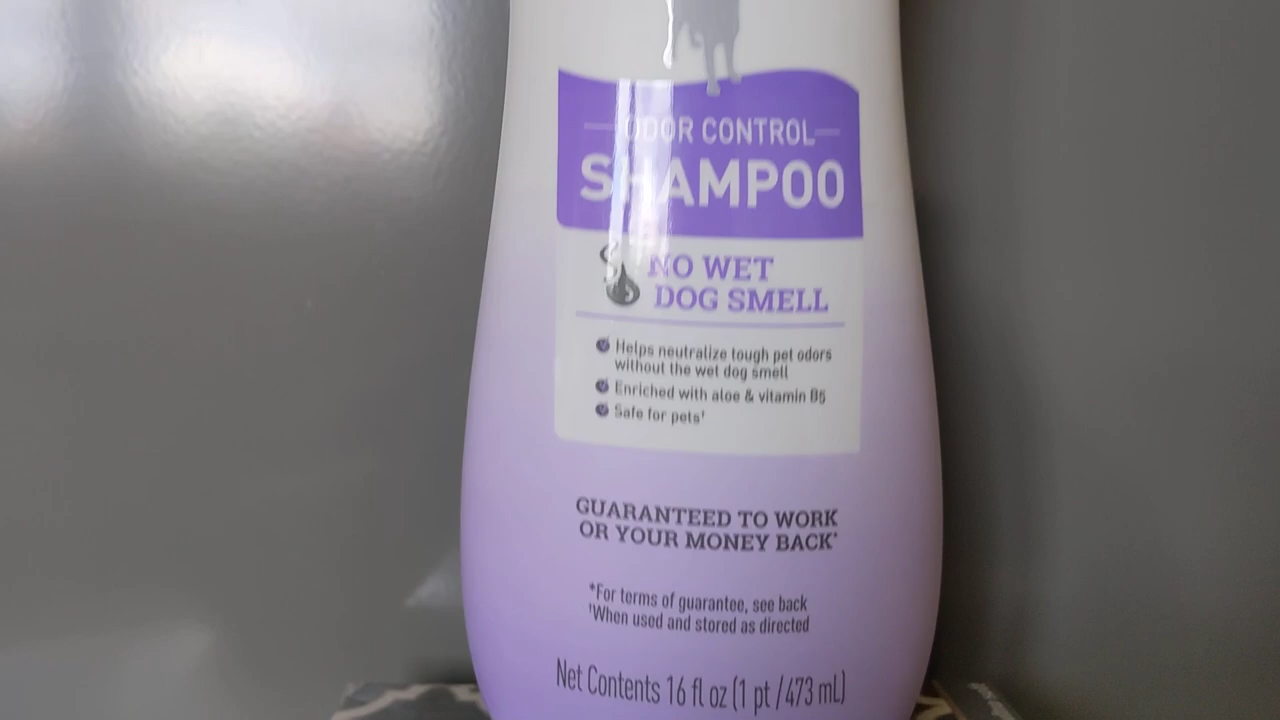 ODOR CONTROL
SHAMPOO
NO WET
DOG SMELL
Helps neutralize tough pet odors
without the wet dog smell
Enriched with aloe & vitamin B5
Safe for pets†
GUARANTEED TO WORK
OR YOUR MONEY BACK*
*For terms of guarantee, see back
†When used and stored as directed
Net Contents 16 fl oz (1 pt / 473 mL)